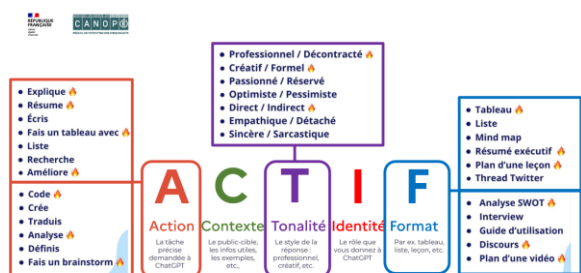 RÉPUBLIQUE
FRANÇAISE
CANOPÉ
• Professionnel / Décontracté 🔥
• Créatif / Formel 🔥
• Passionné / Réservé
• Optimiste / Pessimiste
• Direct / Indirect 🔥
• Empathique / Détaché
• Sincère / Sarcastique
• Explique 🔥
• Résume 🔥
• Écris
• Fais un tableau avec 🔥
• Liste
• Recherche
• Améliore 🔥
• Code 🔥
• Crée
• Traduis
• Analyse 🔥
• Définis
• Fais un brainstorm 🔥
A
Action
La tâche
précise
demandée à
ChatGPT
C
Contexte
Le public-cible,
les infos utiles,
les exemples,
etc.,
T
Tonalité
Le style de la
réponse :
professionnel,
créatif, etc.
I
Identité
Le rôle que
vous donnez à
ChatGPT
F
Format
Par ex. tableau,
liste, leçon, etc.
• Tableau 🔥
• Liste
• Mind map
• Résumé exécutif 🔥
• Plan d'une leçon 🔥
• Thread Twitter
• Analyse SWOT 🔥
• Interview
• Guide d'utilisation
• Discours 🔥
• Plan d'une vidéo 🔥